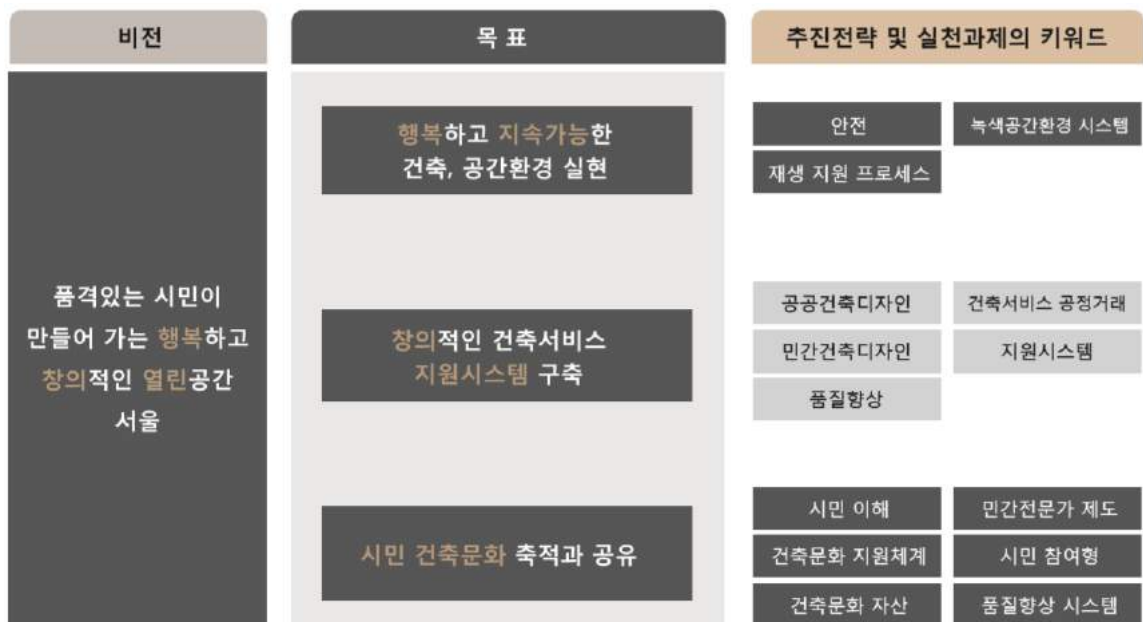 비전
목 표
추진전략 및 실천과제의 키워드
품격있는 시민이
만들어 가는 행복하고
창의적인 열린공간
서울
행복하고 지속가능한
건축, 공간환경 실현
안전
녹색공간환경 시스템
재생 지원 프로세스
창의적인 건축서비스
지원시스템 구축
공공건축디자인
건축서비스 공정거래
민간건축디자인
지원시스템
품질향상
시민 건축문화 축적과 공유
시민 이해
민간전문가 제도
건축문화 지원체계
시민 참여형
건축문화 자산
품질향상 시스템